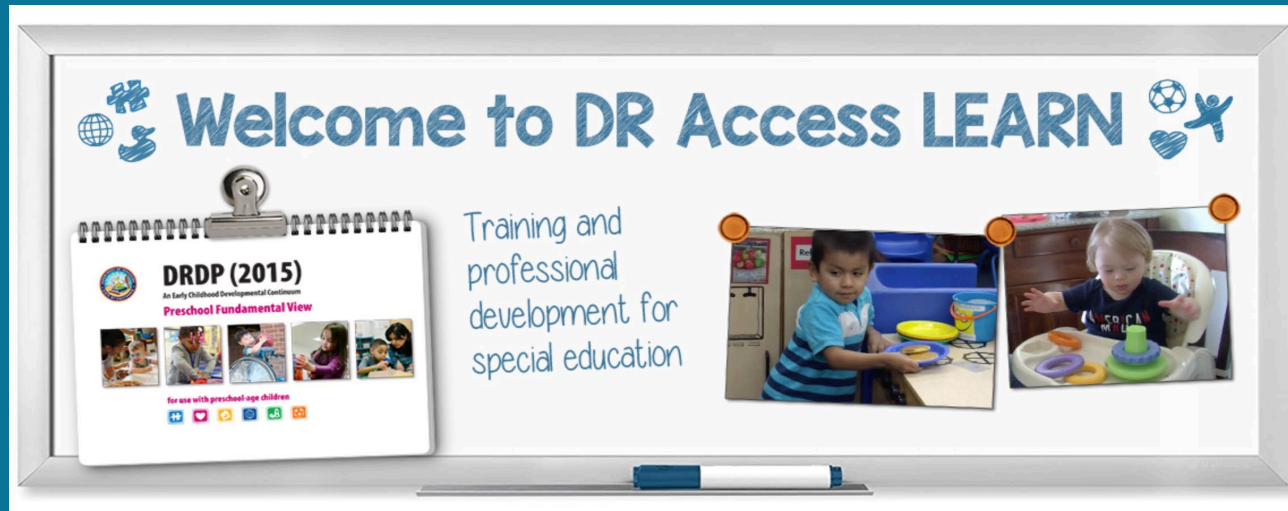 Welcome to DR Access LEARN
DRDP (2015)
An Early Childhood Developmental Continuum
Preschool Fundamental View
for use with preschool-age children
Training and
professional
development for
special education
AMERICAN